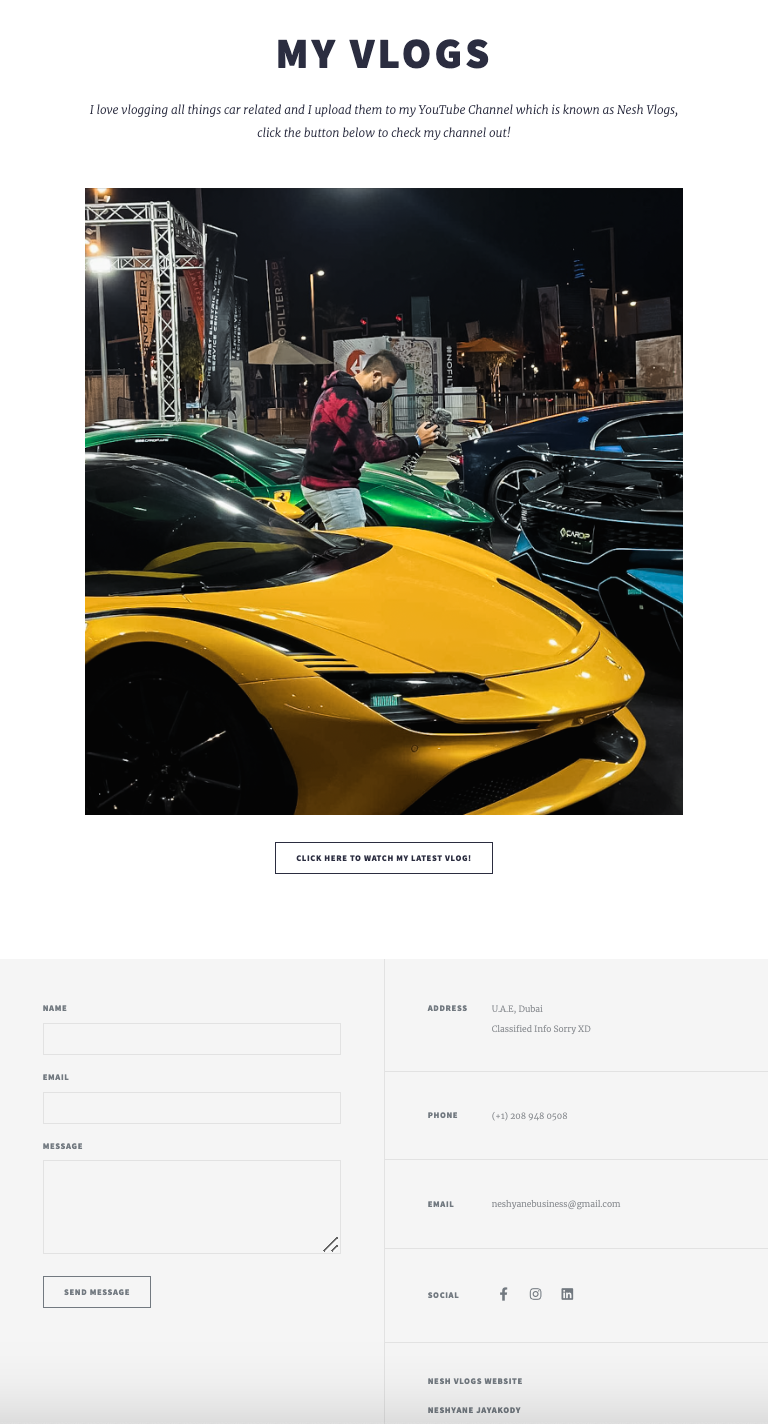 MY VLOGS
I love vlogging all things car related and I upload them to my YouTube Channel which is known as Nesh Vlogs,
click the button below to check my channel out!
NOFILTERDXB
#NOFIL
CLICK HERE TO WATCH MY LATEST VLOG!
NAME
EMAIL
MESSAGE
SEND MESSAGE
ADDRESS
U.A.E, Dubai
Classified Info Sorry XD
PHONE
(+1) 208 948 0508
EMAIL
neshyanebusiness@gmail.com
SOCIAL
NESH VLOGS WEBSITE
NESHYANE JAYAKODY